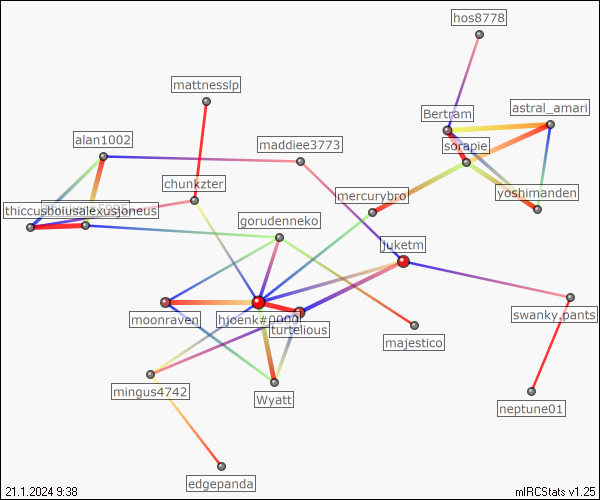 hos8778
mattnesslp
Bertram
astral_amari
alan1002
maddiee3773
sorapie
chunkzter
mercurybro
yoshimanden
thiccusbolusalexusjoneus
gorudenneko
juketm
moonraven
hjoenk#0000
turtelious
swanky.pants
majestico
mingus4742
Wyatt
neptune01
edgepanda
21.1.2024 9:38
mIRCStats v1.25